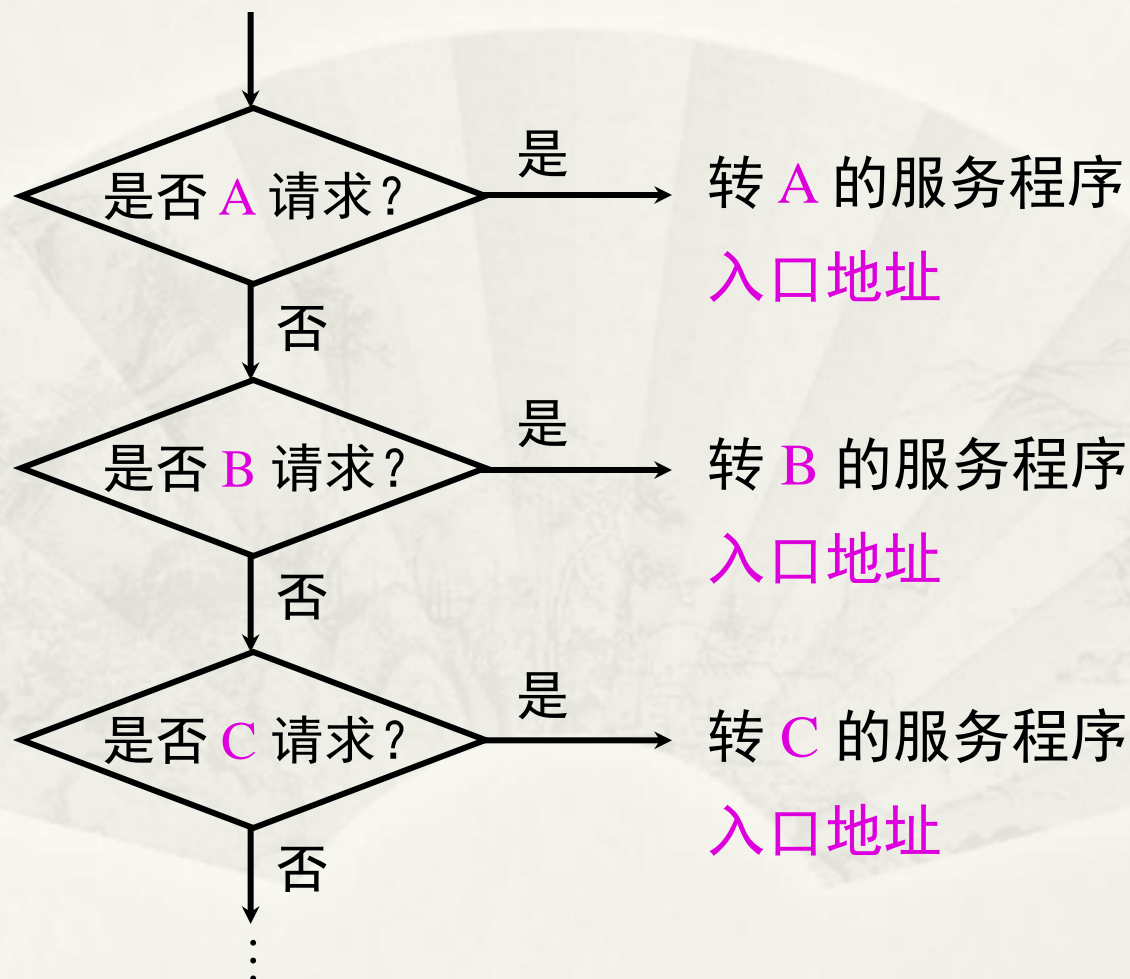 是
是否 A 请求？
转 A 的服务程序
入口地址
否
是
是否 B 请求？
转 B 的服务程序
入口地址
否
是
是否 C 请求？
转 C 的服务程序
入口地址
否
⋮